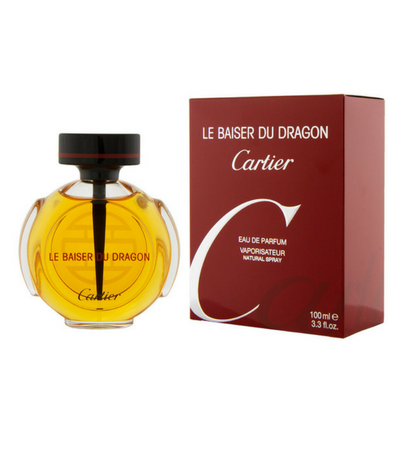 LE BAISER DU DRAGON
Cartier
LE BAISER DU DRAGON
Cartier
C
EAU DE PARFUM
VAPORISATEUR
NATURAL SPRAY
100 ml ℮
3.3 fl.oz.